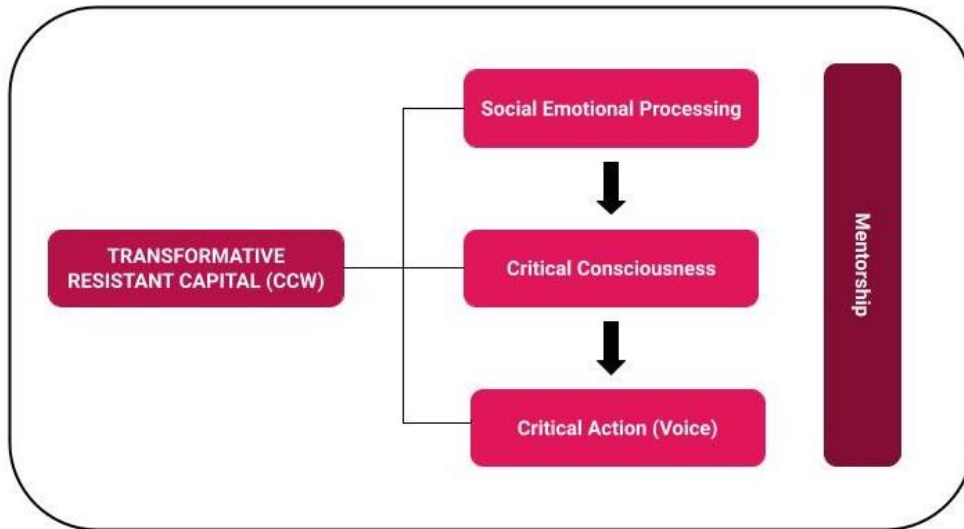 Social Emotional Processing
TRANSFORMATIVE
RESISTANT CAPITAL (CCW)
Critical Consciousness
Critical Action (Voice)
Mentorship